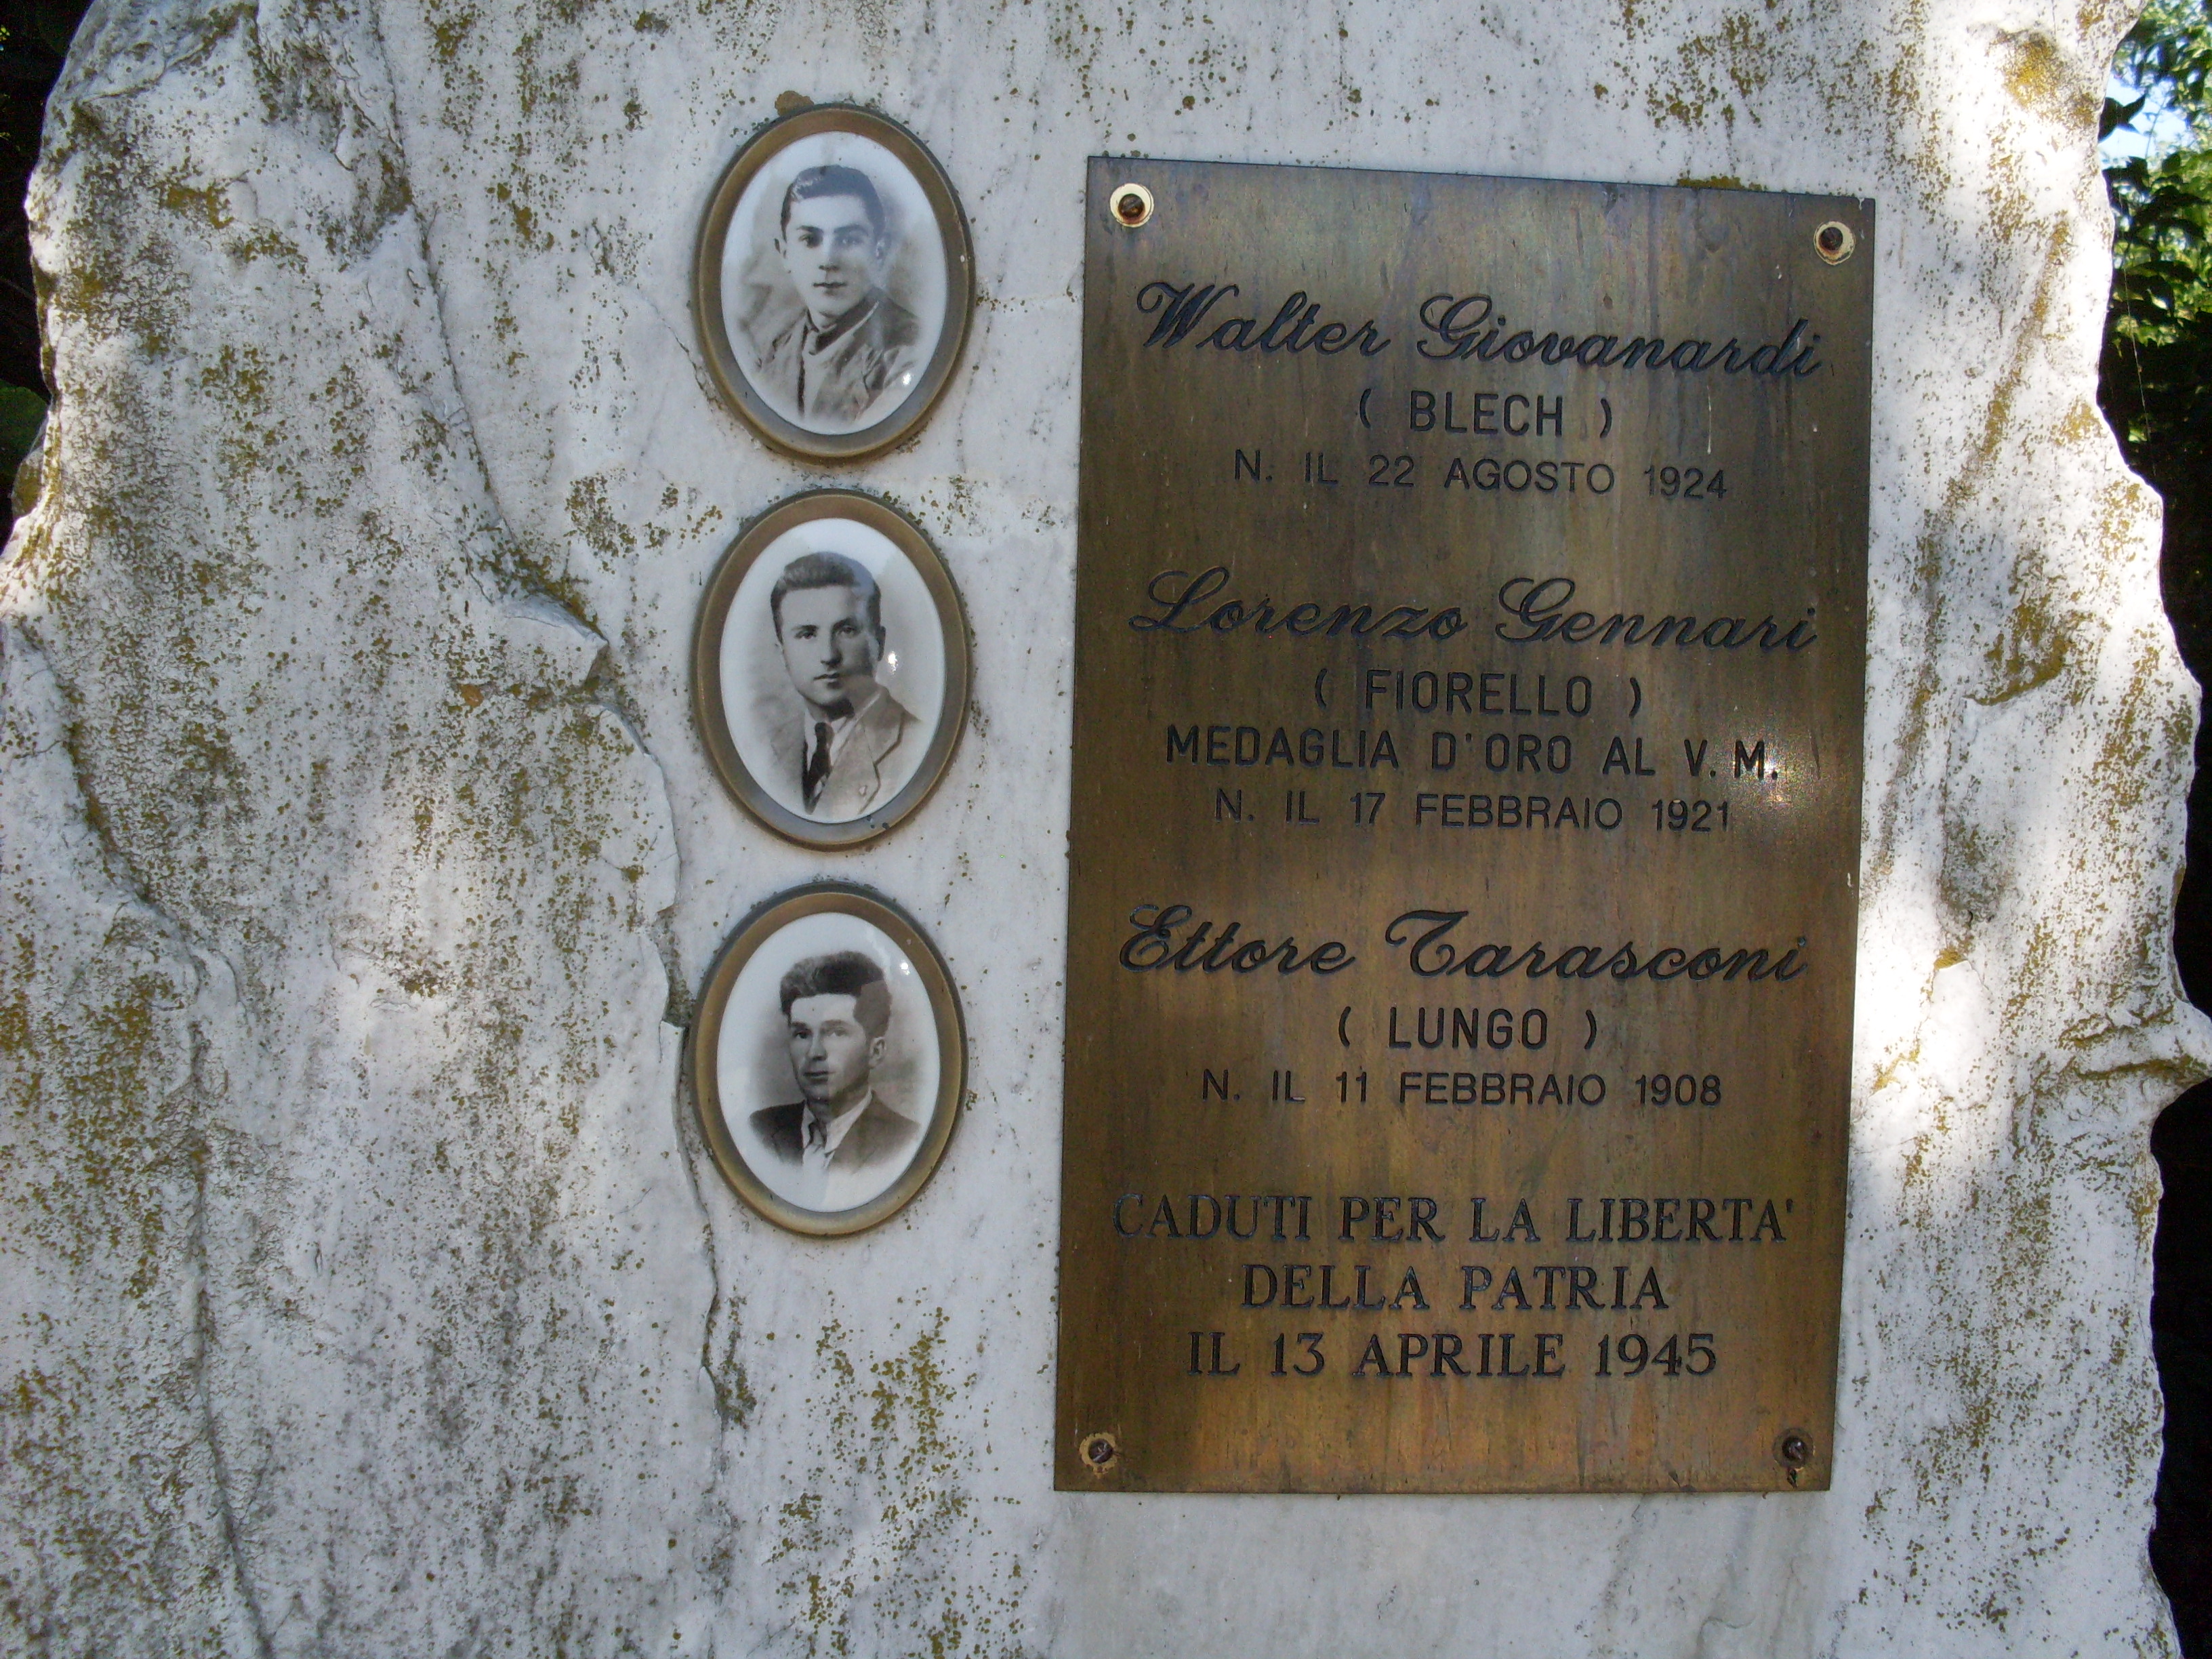 Walter Giovanardi
( BLECH )
N. IL 22 AGOSTO 1924
Lorenzo Gennari
( FIORELLO )
MEDAGLIA D'ORO AL V. M.
N. IL 17 FEBBRAIO 1921
Ettore Tarasconi
( LUNGO )
N. IL 11 FEBBRAIO 1908
CADUTI PER LA LIBERTA'
DELLA PATRIA
IL 13 APRILE 1945